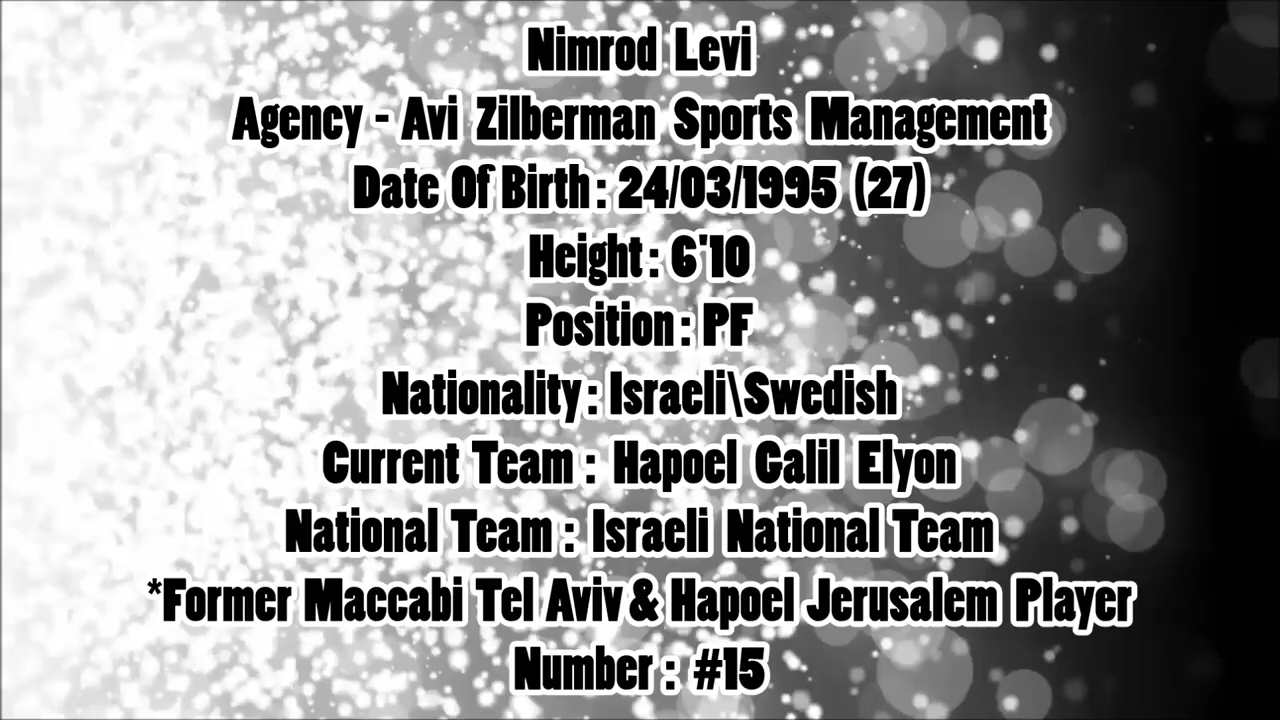 Nimrod Levi
Agency - Avi Zilberman Sports Management
Date Of Birth: 24/03/1995 (27)
Height: 6'10
Position: PF
Nationality: Israeli\Swedish
Current Team : Hapoel Galil Elyon
National Team : Israeli National Team
*Former Maccabi Tel Aviv & Hapoel Jerusalem Player
Number : #15